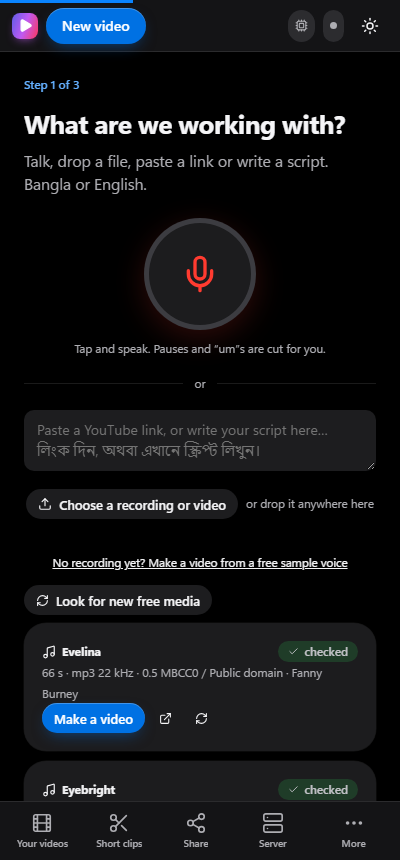 New video
Step 1 of 3
What are we working with?
Talk, drop a file, paste a link or write a script.
Bangla or English.
Tap and speak. Pauses and “um”s are cut for you.
or
Paste a YouTube link, or write your script here…
লিংক দিন, অথবা এখানে স্ক্রিপ্ট লিখুন।
Choose a recording or video or drop it anywhere here
No recording yet? Make a video from a free sample voice
Look for new free media
Evelina checked
66 s · mp3 22 kHz · 0.5 MBCC0 / Public domain · Fanny
Burney
Make a video
Eyebright checked
Your videos Short clips Share Server More